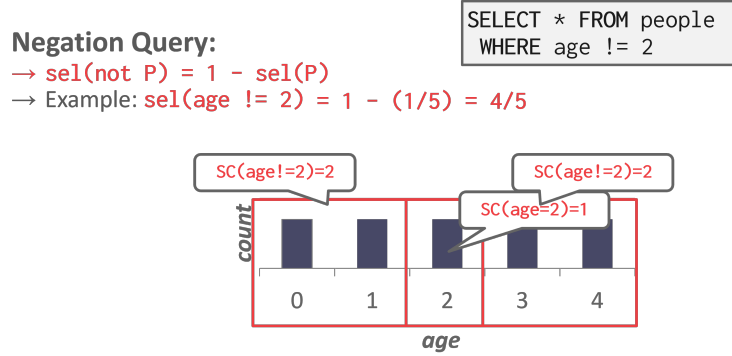 SELECT * FROM people
WHERE age != 2
Negation Query:
→ sel(not P) = 1 – sel(P)
→ Example: sel(age != 2) = 1 – (1/5) = 4/5
SC(age!=2)=2
SC(age!=2)=2
SC(age=2)=1
count
0 1 2 3 4
age